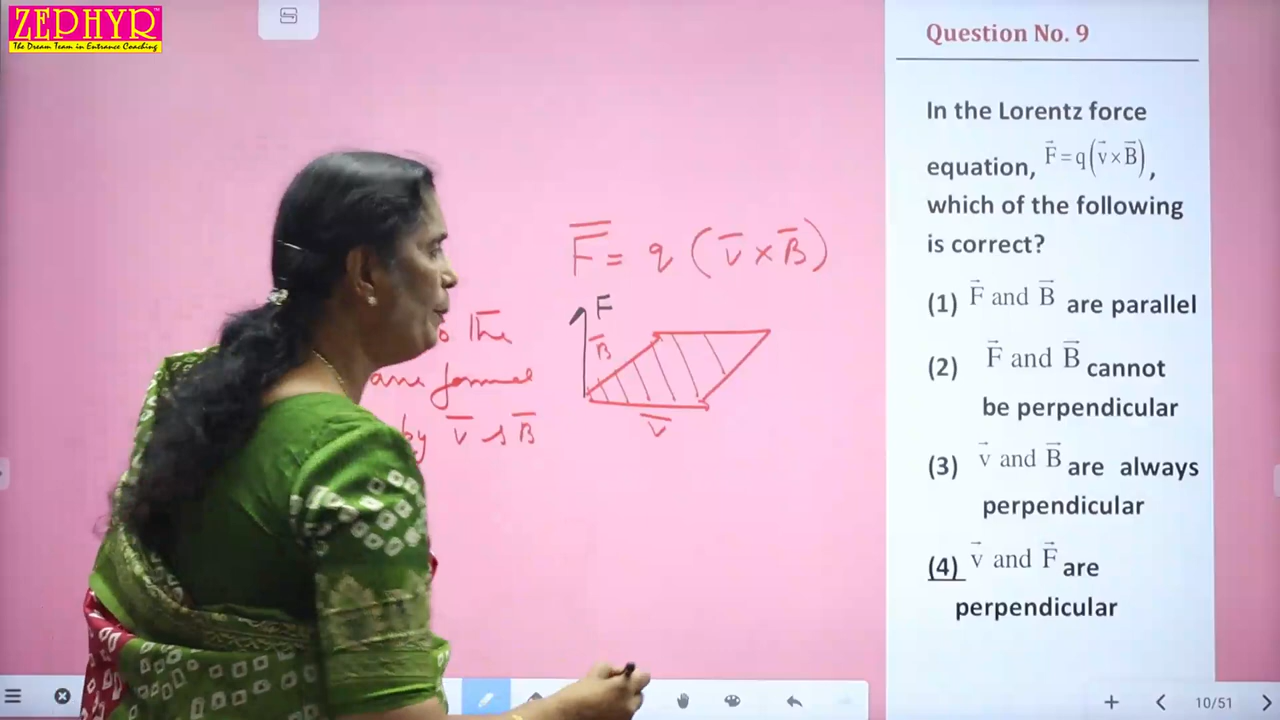 ZEPHYR
The Dream Team in Entrance Coaching
Question No. 9
In the Lorentz force
equation, F⃗=q(v⃗×B⃗),
which of the following
is correct?
(1) F⃗ and B⃗ are parallel
(2) F⃗ and B⃗ cannot
be perpendicular
(3) v⃗ and B⃗ are always
perpendicular
(4) v⃗ and F⃗ are
perpendicular
F̅ = q (v̅ × B̅)
F
B̅
v̅
the
formed
by v̅ & B̅
10/51